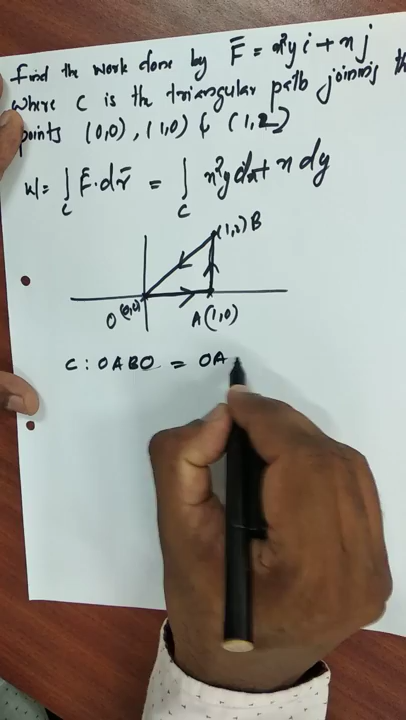 Find the work done by F̄ = x²y i + x j
where C is the triangular path joining the
points (0,0), (1,0) & (1,2)
W = ∫_C F̄·dr̄ = ∫_C x²y dx + x dy
(1,2) B
O (0,0) A(1,0)
C : OABO = OA